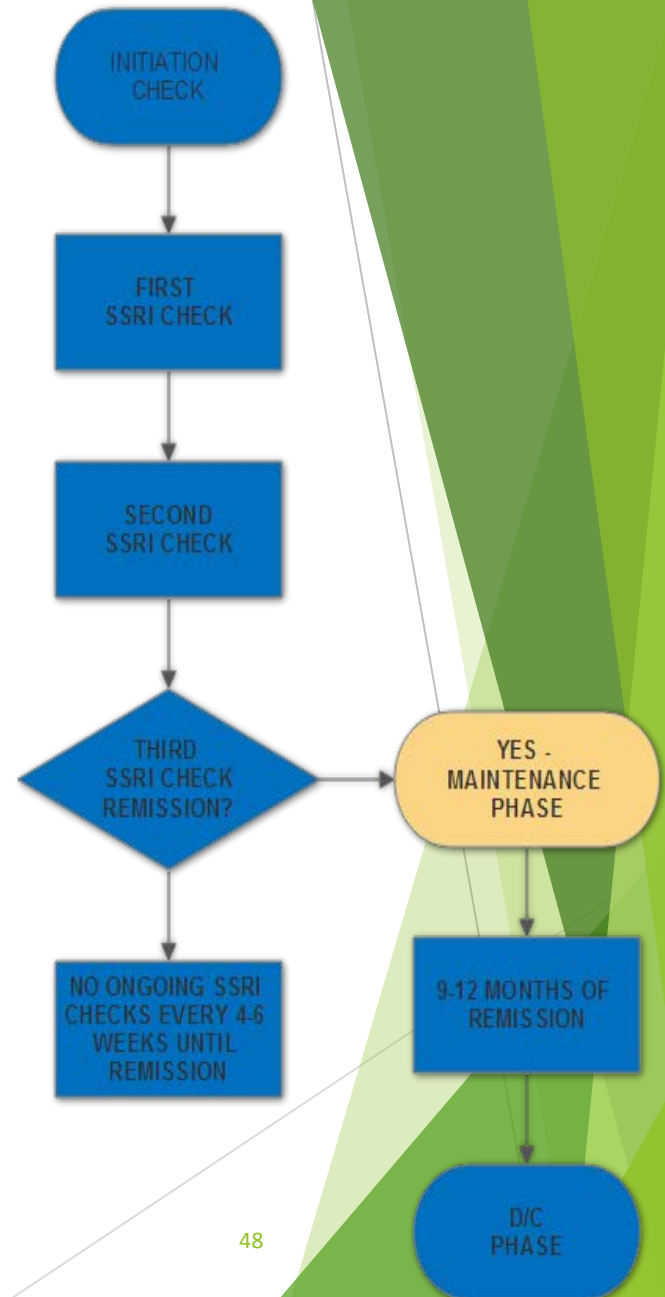 INITIATION
CHECK
FIRST
SSRI CHECK
SECOND
SSRI CHECK
THIRD
SSRI CHECK
REMISSION?
YES -
MAINTENANCE
PHASE
NO ONGOING SSRI
CHECKS EVERY 4-6
WEEKS UNTIL
REMISSION
9-12 MONTHS OF
REMISSION
D/C
PHASE
48